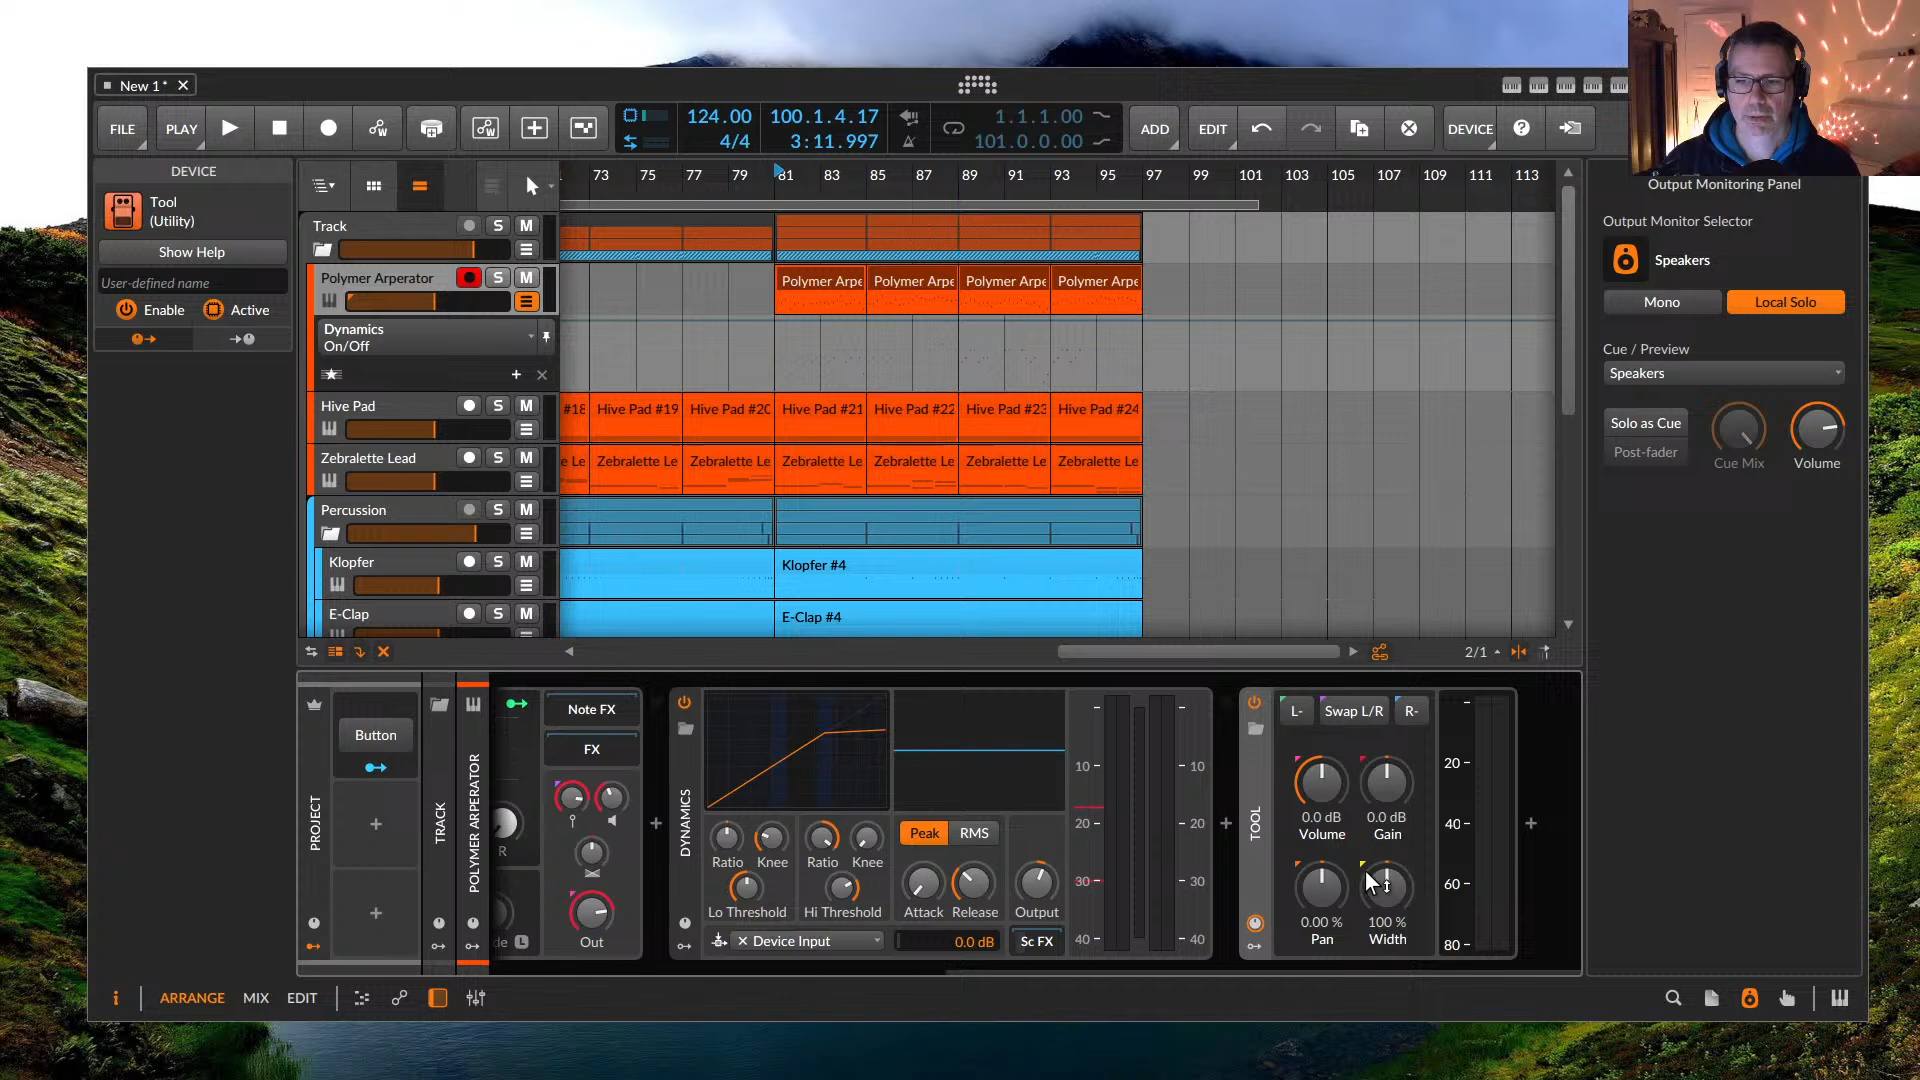 New 1*
FILE
PLAY
124.00
4/4
100.1.4.17
3:11.997
1.1.1.00
101.0.0.00
ADD
EDIT
DEVICE
DEVICE
Tool
(Utility)
Show Help
User-defined name
Enable
Active
73 75 77 79 81 83 85 87 89 91 93 95 97 99 101 103 105 107 109 111 113
Track
S M
Polymer Arperator
S M
Polymer Arpe Polymer Arpe Polymer Arpe Polymer Arpe
Dynamics
On/Off
Hive Pad
S M
#18 Hive Pad #19 Hive Pad #20 Hive Pad #21 Hive Pad #22 Hive Pad #23 Hive Pad #24
Zebralette Lead
S M
e Le Zebralette Le Zebralette Le Zebralette Le Zebralette Le Zebralette Le Zebralette Le
Percussion
S M
Klopfer
S M
Klopfer #4
E-Clap
S M
E-Clap #4
2/1
Output Monitoring Panel
Output Monitor Selector
Speakers
Mono
Local Solo
Cue / Preview
Speakers
Solo as Cue
Post-fader
Cue Mix
Volume
PROJECT
Button
TRACK
POLYMER ARPERATOR
R
de L
Note FX
FX
Out
DYNAMICS
Ratio Knee
Ratio Knee
Lo Threshold
Hi Threshold
Device Input
Peak
RMS
Attack
Release
Output
0.0 dB
Sc FX
10 10
20 20
30 30
40 40
TOOL
L-
Swap L/R
R-
0.0 dB
Volume
0.0 dB
Gain
0.00 %
Pan
100 %
Width
20
40
60
80
ARRANGE
MIX
EDIT